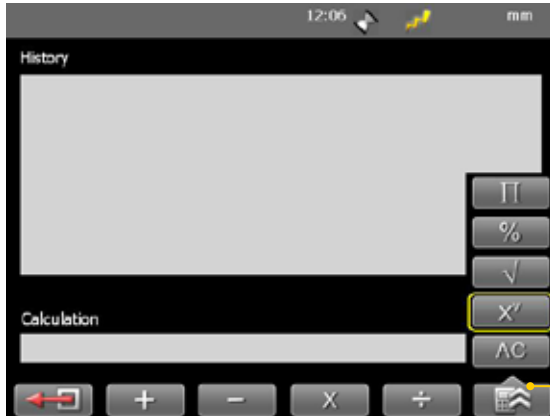 12:06 mm
History
Π
%
√
Xʸ
Calculation
AC
+ − X ÷